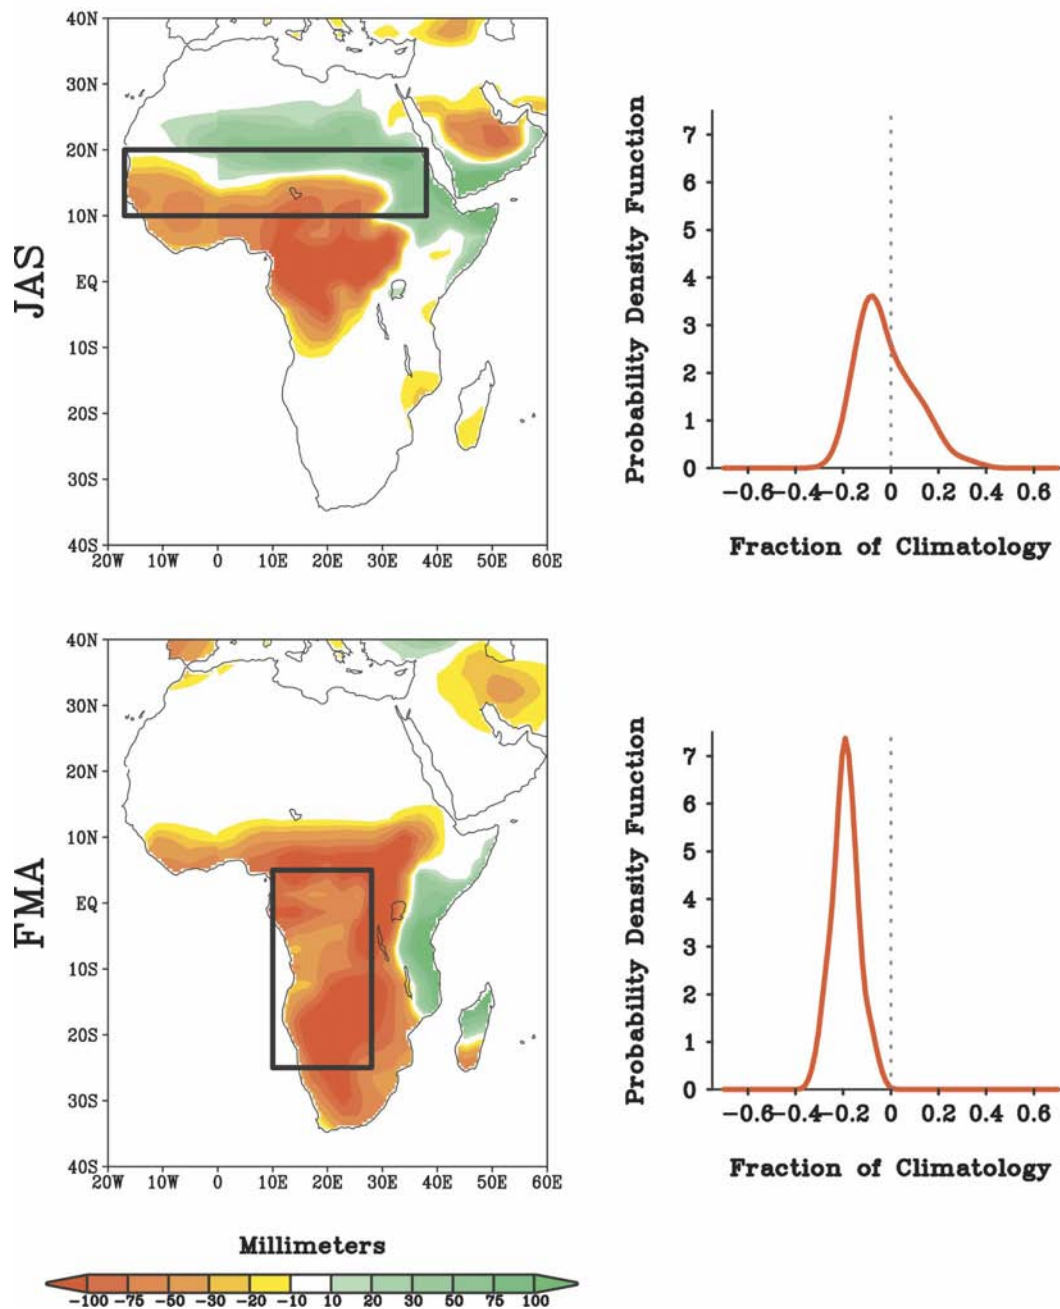 JAS
40N
30N
20N
10N
EQ
10S
20S
30S
40S
20W 10W 0 10E 20E 30E 40E 50E 60E
Probability Density Function
7
6
5
4
3
2
1
0
-0.6-0.4-0.2 0 0.2 0.4 0.6
Fraction of Climatology
FMA
40N
30N
20N
10N
EQ
10S
20S
30S
40S
20W 10W 0 10E 20E 30E 40E 50E 60E
Probability Density Function
7
6
5
4
3
2
1
0
-0.6-0.4-0.2 0 0.2 0.4 0.6
Fraction of Climatology
Millimeters
-100 -75 -50 -30 -20 -10 10 20 30 50 75 100